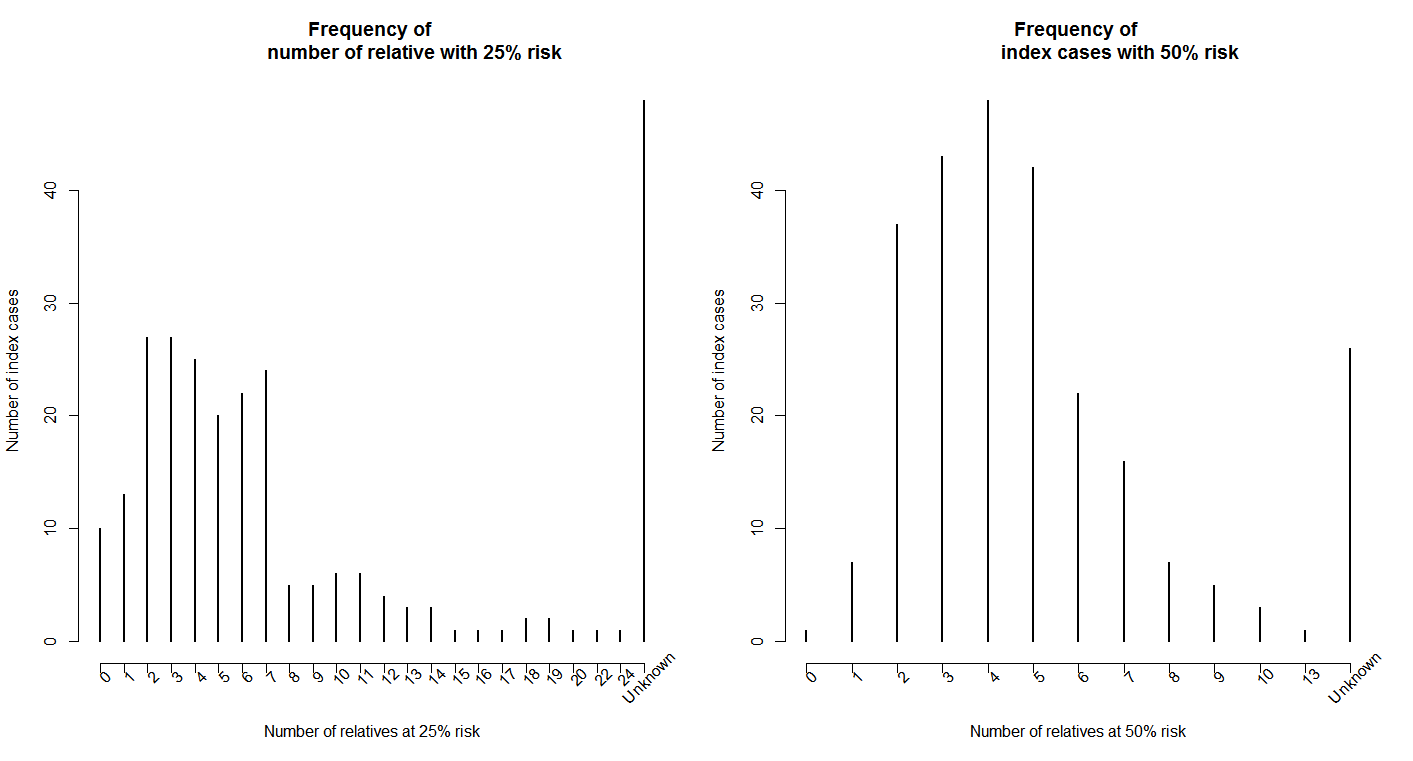 Frequency of
number of relative with 25% risk
Number of index cases
40
30
20
10
0
0 1 2 3 4 5 6 7 8 9 10 11 12 13 14 15 16 17 18 19 20 22 24 Unknown
Number of relatives at 25% risk
Frequency of
index cases with 50% risk
Number of index cases
40
30
20
10
0
0 1 2 3 4 5 6 7 8 9 10 13 Unknown
Number of relatives at 50% risk